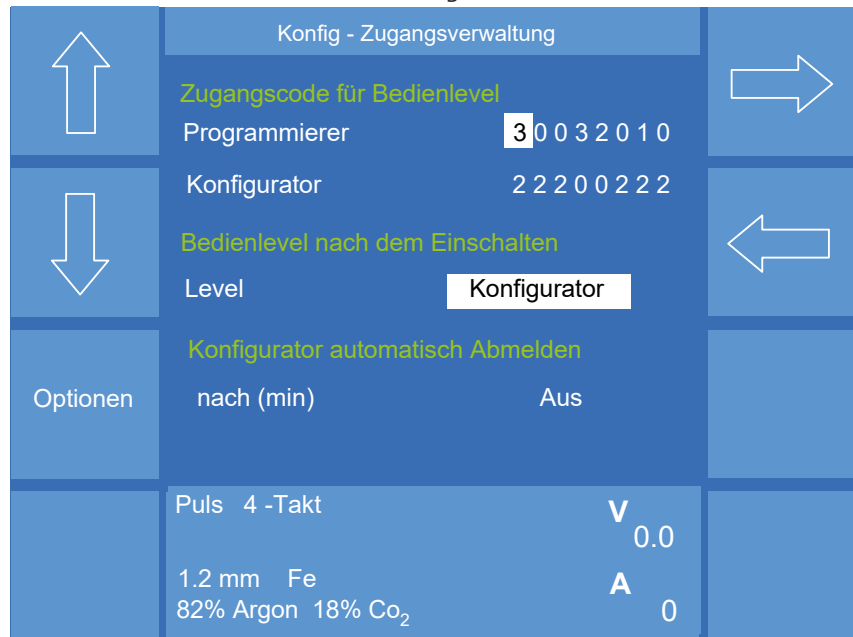 Konfig - Zugangsverwaltung
Zugangscode für Bedienlevel
Programmierer 3 0 0 3 2 0 1 0
Konfigurator 2 2 2 0 0 2 2 2
Bedienlevel nach dem Einschalten
Level Konfigurator
Konfigurator automatisch Abmelden
Optionen nach (min) Aus
Puls 4 -Takt V
0.0
1.2 mm Fe A
82% Argon 18% Co₂ 0